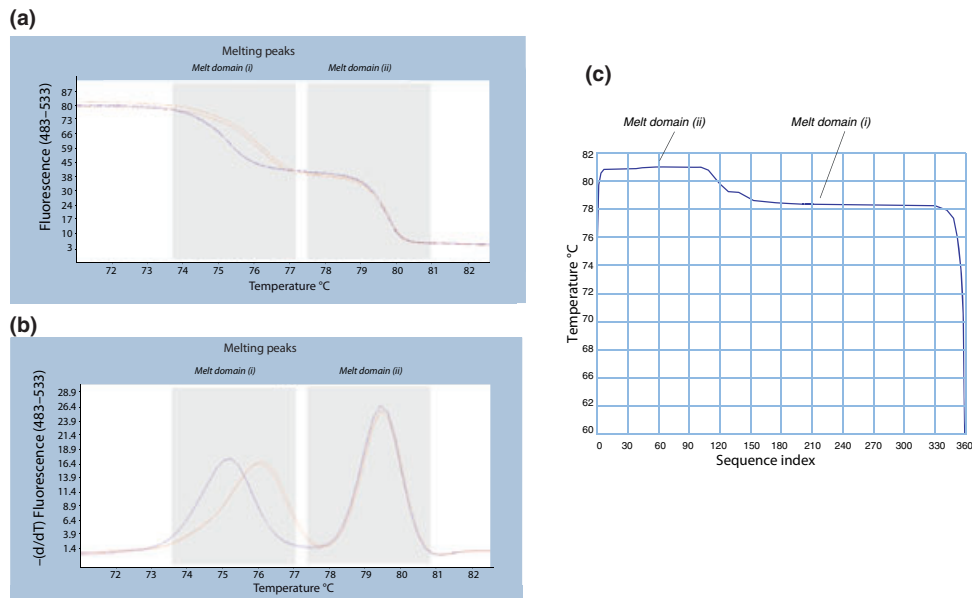 (a)
Melting peaks
Melt domain (i) Melt domain (ii)
Fluorescence (483–533)
87
80
73
66
59
45
38
30
24
17
10
3
72 73 74 75 76 77 78 79 80 81 82
Temperature °C
(b)
Melting peaks
Melt domain (i) Melt domain (ii)
–(d/dT) Fluorescence (483–533)
28.9
26.4
23.9
21.4
18.9
16.4
13.9
11.4
8.9
6.4
3.9
1.4
72 73 74 75 76 77 78 79 80 81 82
Temperature °C
(c)
Melt domain (ii) Melt domain (i)
Temperature °C
82
80
78
76
74
72
70
68
66
62
60
0 30 60 90 120 150 180 210 240 270 300 330 360
Sequence index